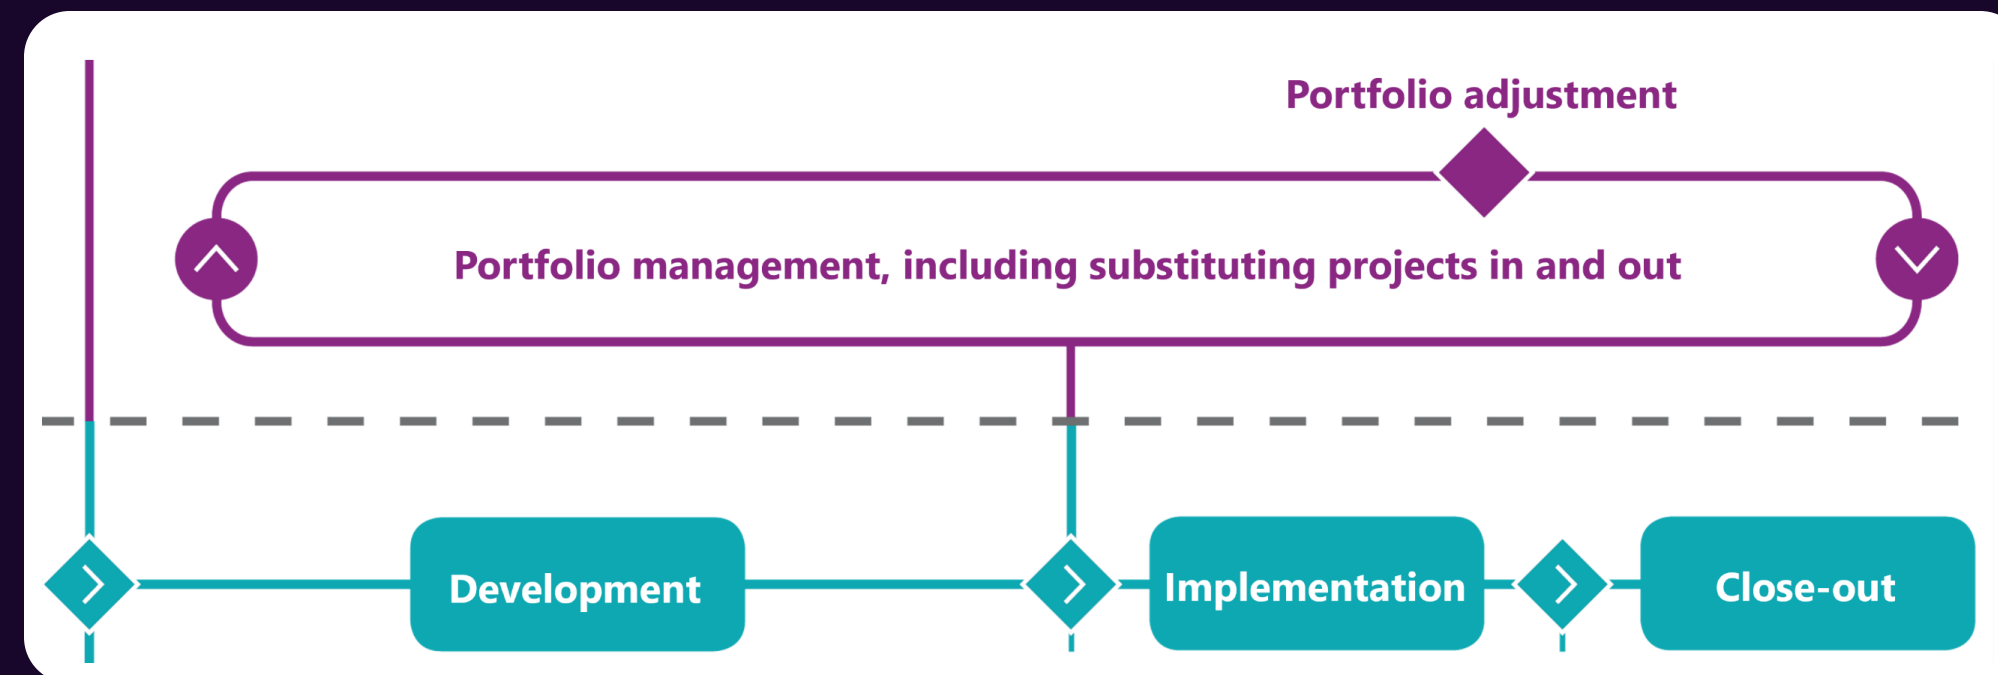 Portfolio adjustment
Portfolio management, including substituting projects in and out
Development
Implementation
Close-out